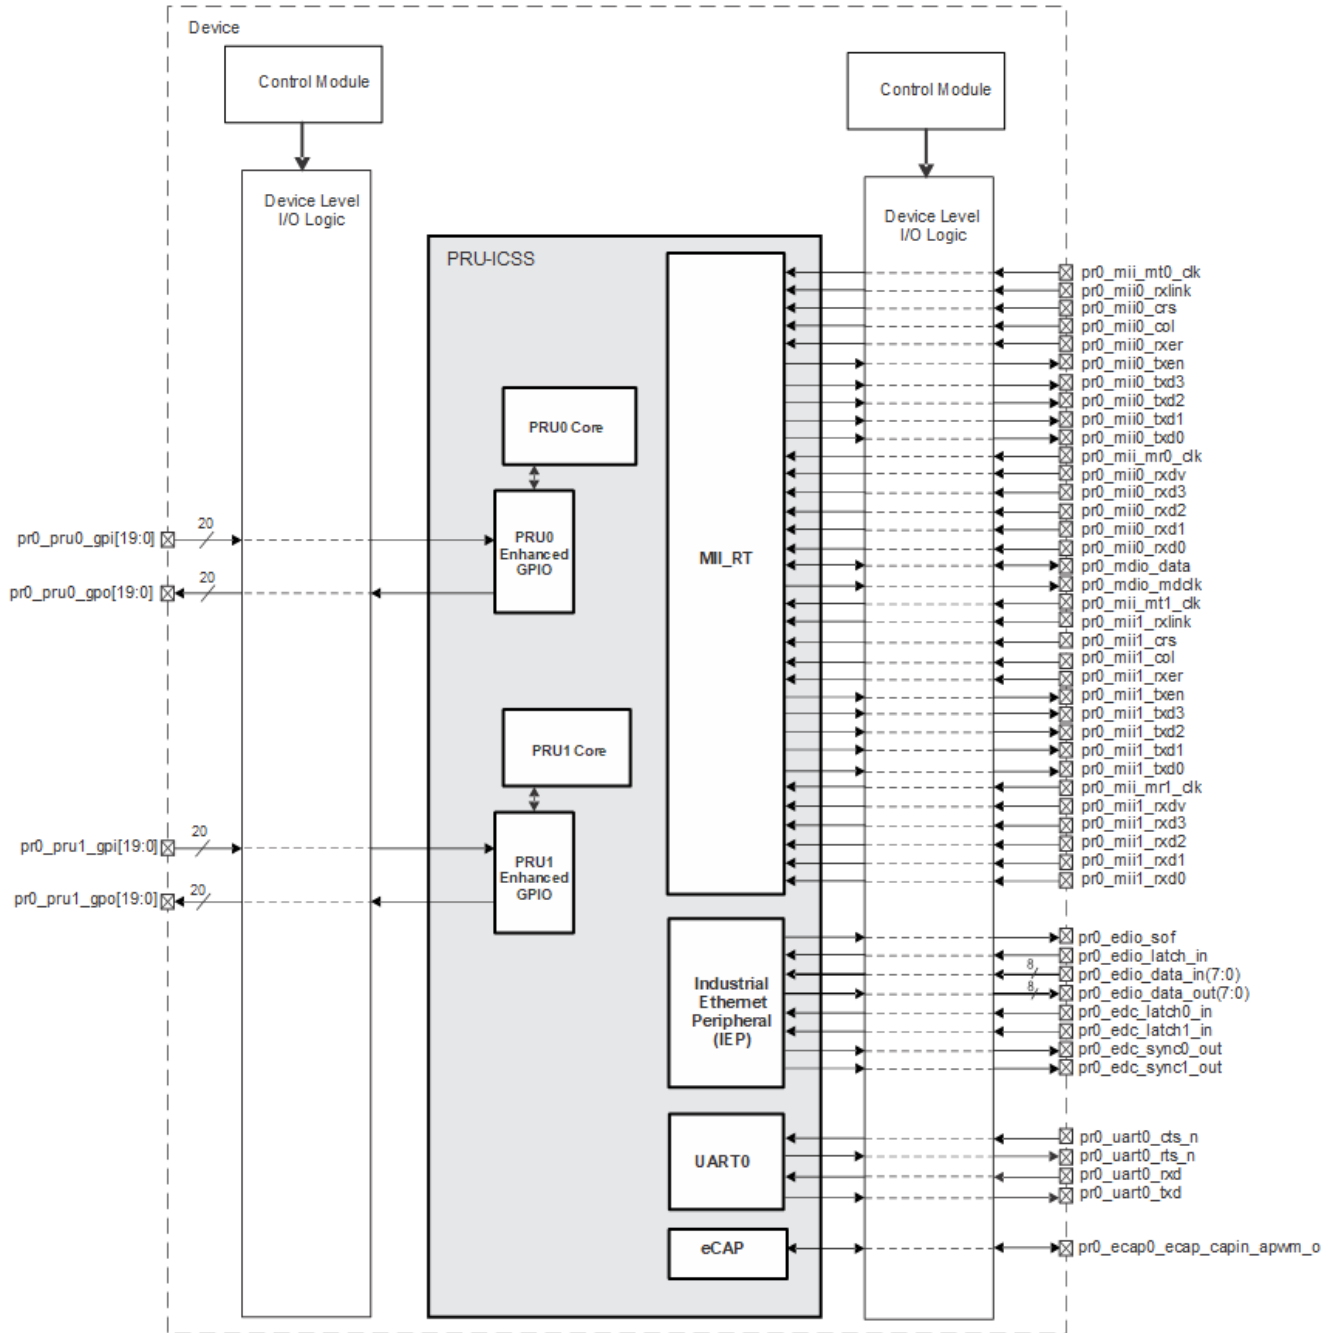 Device
Control Module
Control Module
Device Level
I/O Logic
Device Level
I/O Logic
PRU-ICSS
PRU0 Core
PRU0
Enhanced
GPIO
pr0_pru0_gpi[19:0]
20
pr0_pru0_gpo[19:0]
20
PRU1 Core
PRU1
Enhanced
GPIO
pr0_pru1_gpi[19:0]
20
pr0_pru1_gpo[19:0]
20
MII_RT
pr0_mii_mt0_clk
pr0_mii0_rxlink
pr0_mii0_crs
pr0_mii0_col
pr0_mii0_rxer
pr0_mii0_txen
pr0_mii0_txd3
pr0_mii0_txd2
pr0_mii0_txd1
pr0_mii0_txd0
pr0_mii_mr0_clk
pr0_mii0_rxdv
pr0_mii0_rxd3
pr0_mii0_rxd2
pr0_mii0_rxd1
pr0_mii0_rxd0
pr0_mdio_data
pr0_mdio_mdclk
pr0_mii_mt1_clk
pr0_mii1_rxlink
pr0_mii1_crs
pr0_mii1_col
pr0_mii1_rxer
pr0_mii1_txen
pr0_mii1_txd3
pr0_mii1_txd2
pr0_mii1_txd1
pr0_mii1_txd0
pr0_mii_mr1_clk
pr0_mii1_rxdv
pr0_mii1_rxd3
pr0_mii1_rxd2
pr0_mii1_rxd1
pr0_mii1_rxd0
Industrial
Ethernet
Peripheral
(IEP)
pr0_edio_sof
pr0_edio_latch_in
8
pr0_edio_data_in(7:0)
8
pr0_edio_data_out(7:0)
pr0_edc_latch0_in
pr0_edc_latch1_in
pr0_edc_sync0_out
pr0_edc_sync1_out
UART0
pr0_uart0_cts_n
pr0_uart0_rts_n
pr0_uart0_rxd
pr0_uart0_txd
eCAP
pr0_ecap0_ecap_capin_apwm_o